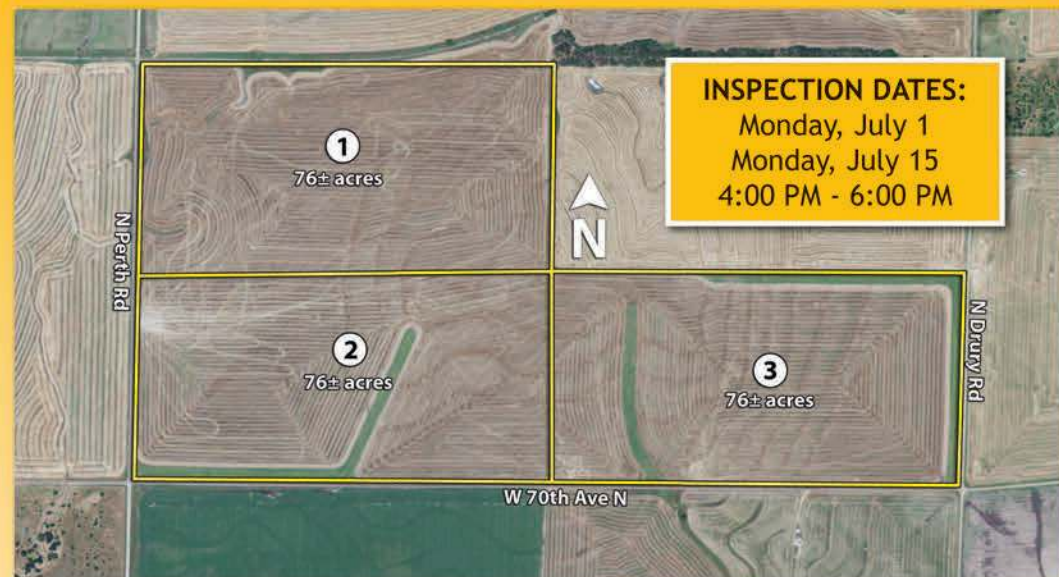 INSPECTION DATES:
Monday, July 1
Monday, July 15
4:00 PM - 6:00 PM
1
76± acres
N
N Perth Rd
2
76± acres
3
76± acres
N Drury Rd
W 70th Ave N